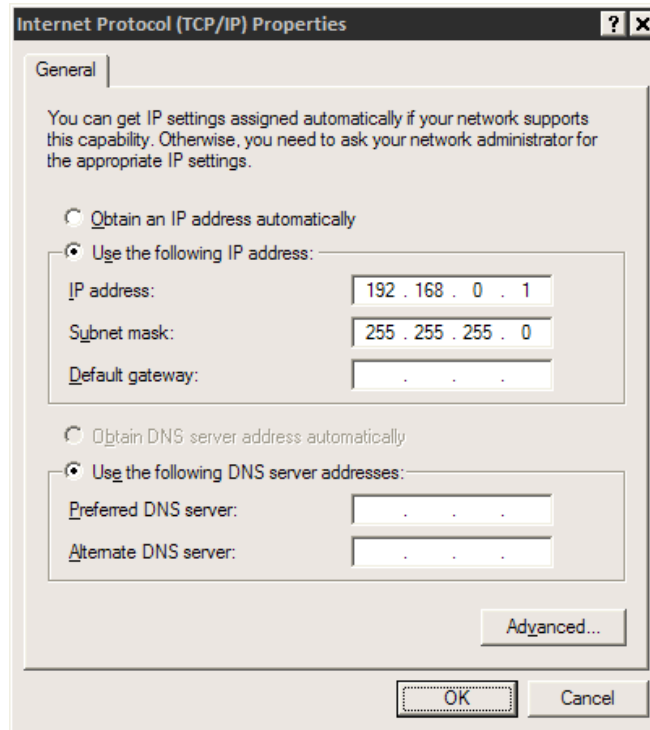 Internet Protocol (TCP/IP) Properties
General
You can get IP settings assigned automatically if your network supports
this capability. Otherwise, you need to ask your network administrator for
the appropriate IP settings.
Obtain an IP address automatically
Use the following IP address:
IP address: 192 . 168 . 0 . 1
Subnet mask: 255 . 255 . 255 . 0
Default gateway: . . .
Obtain DNS server address automatically
Use the following DNS server addresses:
Preferred DNS server: . . .
Alternate DNS server: . . .
Advanced...
OK Cancel